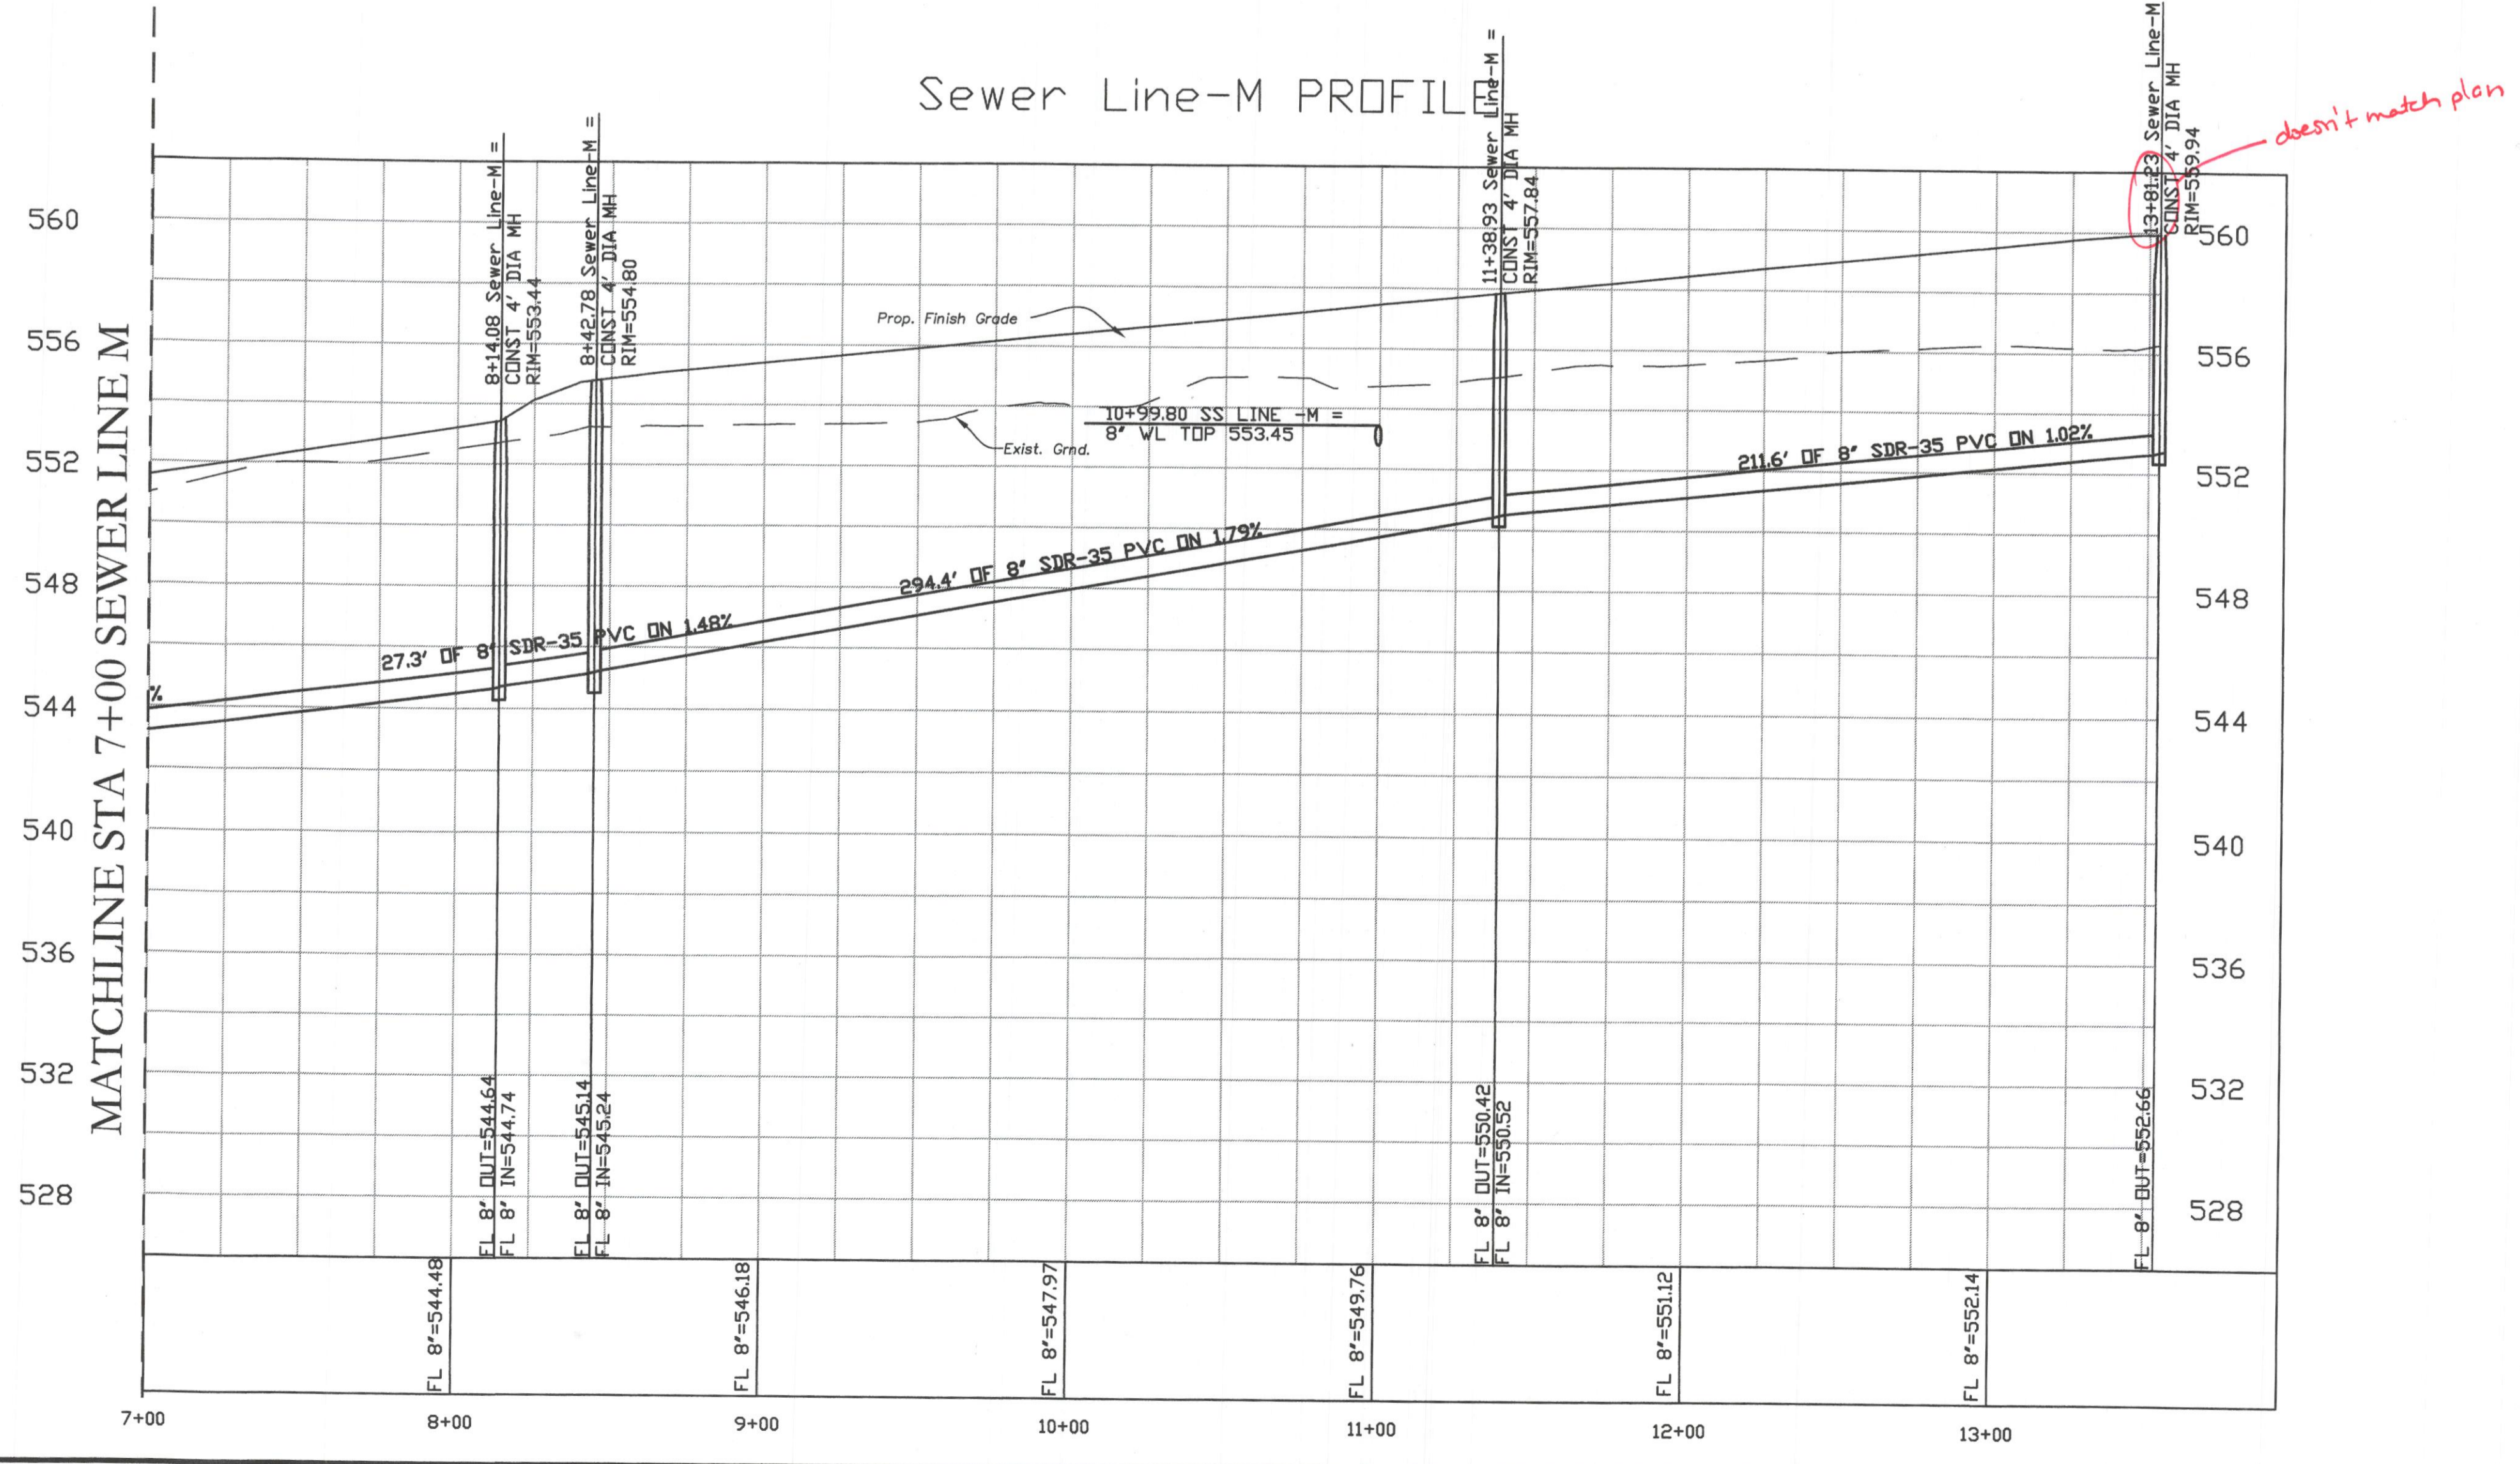 Sewer Line-M PROFILE
doesn't match plan
MATCHLINE STA 7+00 SEWER LINE M
8+14.08 Sewer Line-M =
CONST 4' DIA MH
RIM=553.44
8+42.78 Sewer Line-M =
CONST 4' DIA MH
RIM=554.80
11+38.93 Sewer Line-M =
CONST 4' DIA MH
RIM=557.84
13+81.23 Sewer Line-M
CONST 4' DIA MH
RIM=559.94
560
556
552
548
544
540
536
532
528
560
556
552
548
544
540
536
532
528
Prop. Finish Grade
Exist. Grnd.
10+99.80 SS LINE -M =
8" WL TOP 553.45
%
27.3' OF 8" SDR-35 PVC ON 1.48%
294.4' OF 8" SDR-35 PVC ON 1.79%
211.6' OF 8" SDR-35 PVC ON 1.02%
FL 8" OUT=544.64
FL 8" IN=544.74
FL 8" OUT=545.14
FL 8" IN=545.24
FL 8" OUT=550.42
FL 8" IN=550.52
FL 8" OUT=552.66
FL 8"=544.48
FL 8"=546.18
FL 8"=547.97
FL 8"=549.76
FL 8"=551.12
FL 8"=552.14
7+00
8+00
9+00
10+00
11+00
12+00
13+00